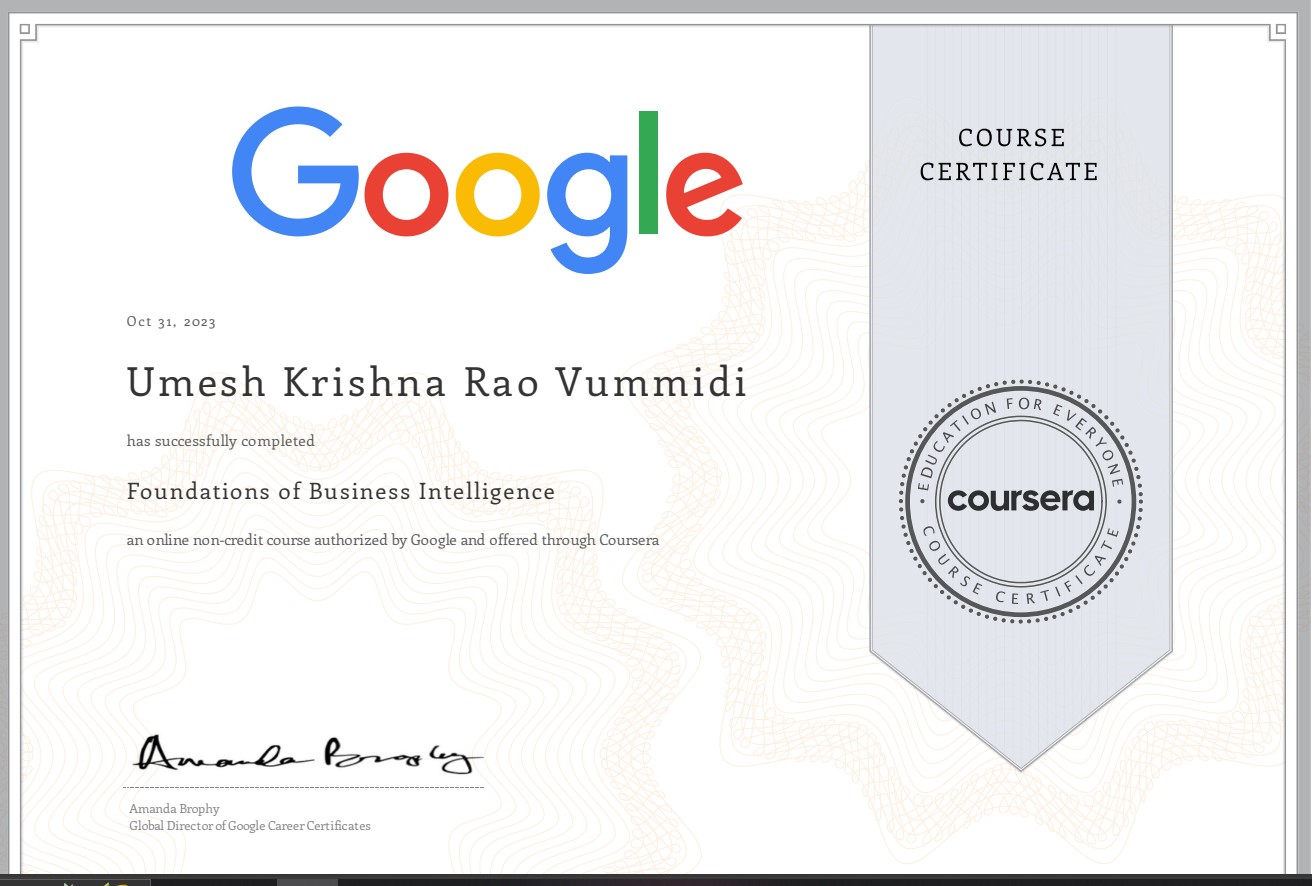 Google
COURSE
CERTIFICATE
Oct 31, 2023
Umesh Krishna Rao Vummidi
has successfully completed
Foundations of Business Intelligence
an online non-credit course authorized by Google and offered through Coursera
EDUCATION FOR EVERYONE
coursera
COURSE CERTIFICATE
Amanda Brophy
Amanda Brophy
Global Director of Google Career Certificates